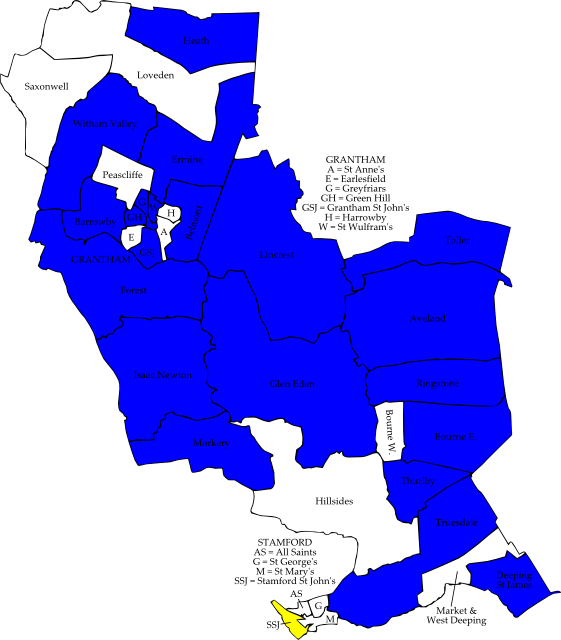 Heath
Loveden
Saxonwell
Witham Valley
Ermine
GRANTHAM
A = St Anne's
E = Earlesfield
G = Greyfriars
GH = Green Hill
GSJ = Grantham St John's
H = Harrowby
W = St Wulfram's
Peascliffe
G
W
H
Barrowby
GH
E
A
GSJ
Toller
Lincrest
GRANTHAM
Forest
Aveland
Isaac Newton
Glen Eden
Ringstone
Bourne W.
Bourne E.
Morkery
Thurlby
Hillsides
Truesdale
STAMFORD
AS = All Saints
G = St George's
M = St Mary's
SSJ = Stamford St John's
Deeping
St James
AS
G
M
SSJ
Market &
West Deeping